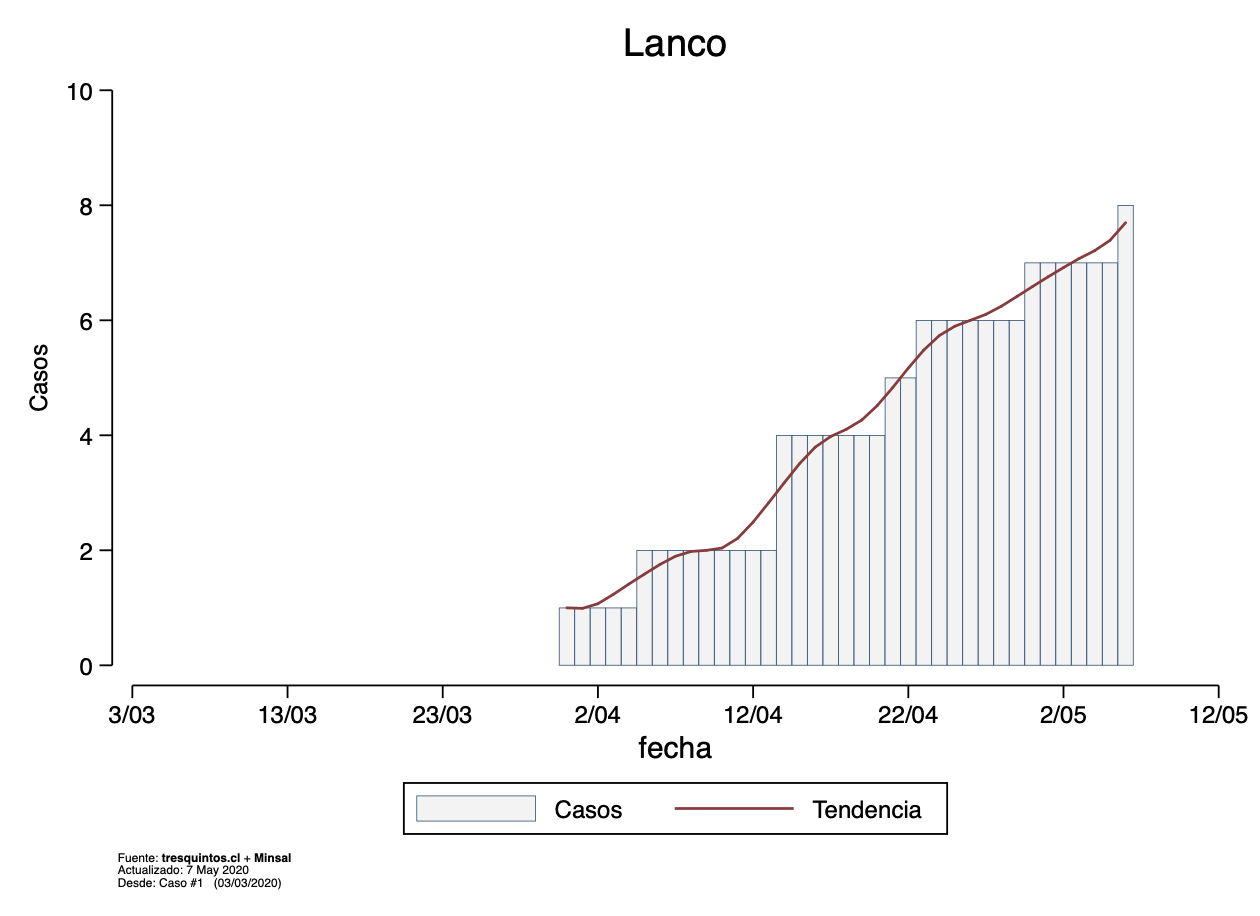 Lanco
10
8
6
4
2
0
Casos
3/03 13/03 23/03 2/04 12/04 22/04 2/05 12/05
fecha
Casos Tendencia
Fuente: tresquintos.cl + Minsal
Actualizado: 7 May 2020
Desde: Caso #1 (03/03/2020)